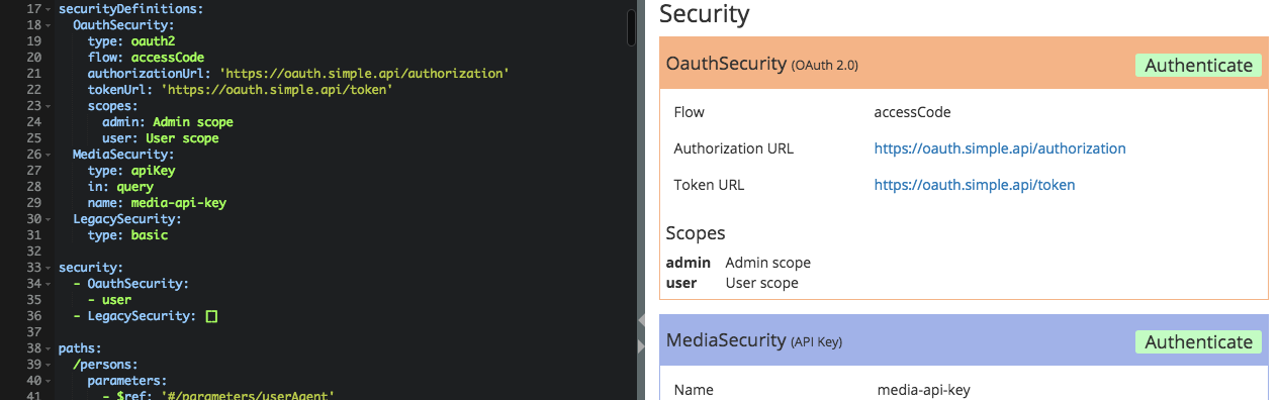 17 securityDefinitions:
18 OauthSecurity:
19 type: oauth2
20 flow: accessCode
21 authorizationUrl: 'https://oauth.simple.api/authorization'
22 tokenUrl: 'https://oauth.simple.api/token'
23 scopes:
24 admin: Admin scope
25 user: User scope
26 MediaSecurity:
27 type: apiKey
28 in: query
29 name: media-api-key
30 LegacySecurity:
31 type: basic
32
33 security:
34 - OauthSecurity:
35 - user
36 - LegacySecurity: []
37
38 paths:
39 /persons:
40 parameters:
41 - $ref: '#/parameters/userAgent'
Security
OauthSecurity (OAuth 2.0) Authenticate
Flow accessCode
Authorization URL https://oauth.simple.api/authorization
Token URL https://oauth.simple.api/token
Scopes
admin Admin scope
user User scope
MediaSecurity (API Key) Authenticate
Name media-api-key